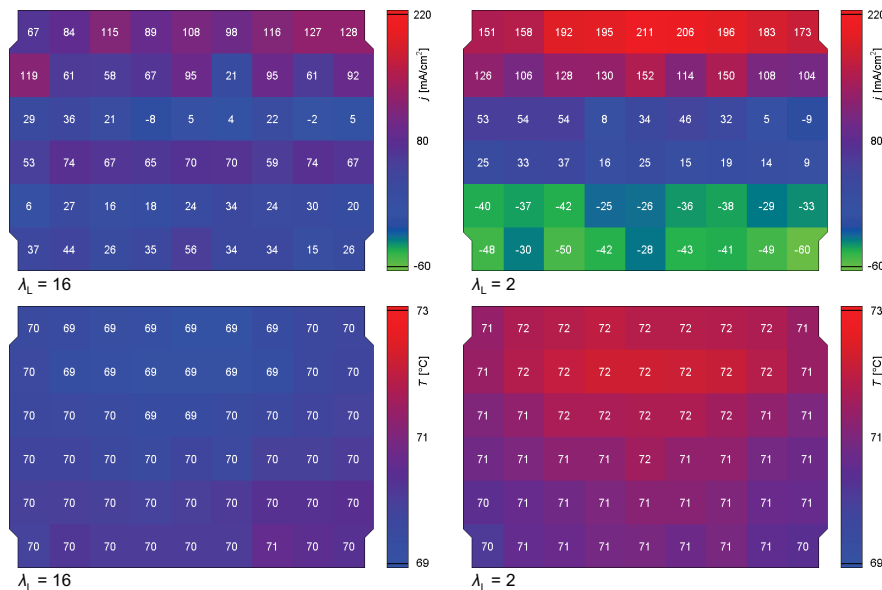 67 84 115 89 108 98 116 127 128
119 61 58 67 95 21 95 61 92
29 36 21 -8 5 4 22 -2 5
53 74 67 65 70 70 59 74 67
6 27 16 18 24 34 24 30 20
37 44 26 35 56 34 34 15 26
λL = 16
220
j [mA/cm²]
80
-60
151 158 192 195 211 206 196 183 173
126 106 128 130 152 114 150 108 104
53 54 54 8 34 46 32 5 -9
25 33 37 16 25 15 19 14 9
-40 -37 -42 -25 -26 -36 -38 -29 -33
-48 -30 -50 -42 -28 -43 -41 -49 -60
λL = 2
220
j [mA/cm²]
80
-60
70 69 69 69 69 69 69 70 70
70 69 69 69 69 69 69 70 70
70 70 70 69 69 70 70 70 70
70 70 70 70 70 70 70 70 70
70 70 70 70 70 70 70 70 70
70 70 70 70 70 70 71 70 70
λL = 16
73
T [°C]
71
69
71 72 72 72 72 72 72 72 71
71 72 72 72 72 72 72 72 71
71 71 72 72 72 72 72 71 71
71 71 71 71 72 71 71 71 71
70 71 71 71 71 71 71 71 71
70 71 71 71 71 71 71 71 70
λL = 2
73
T [°C]
71
69